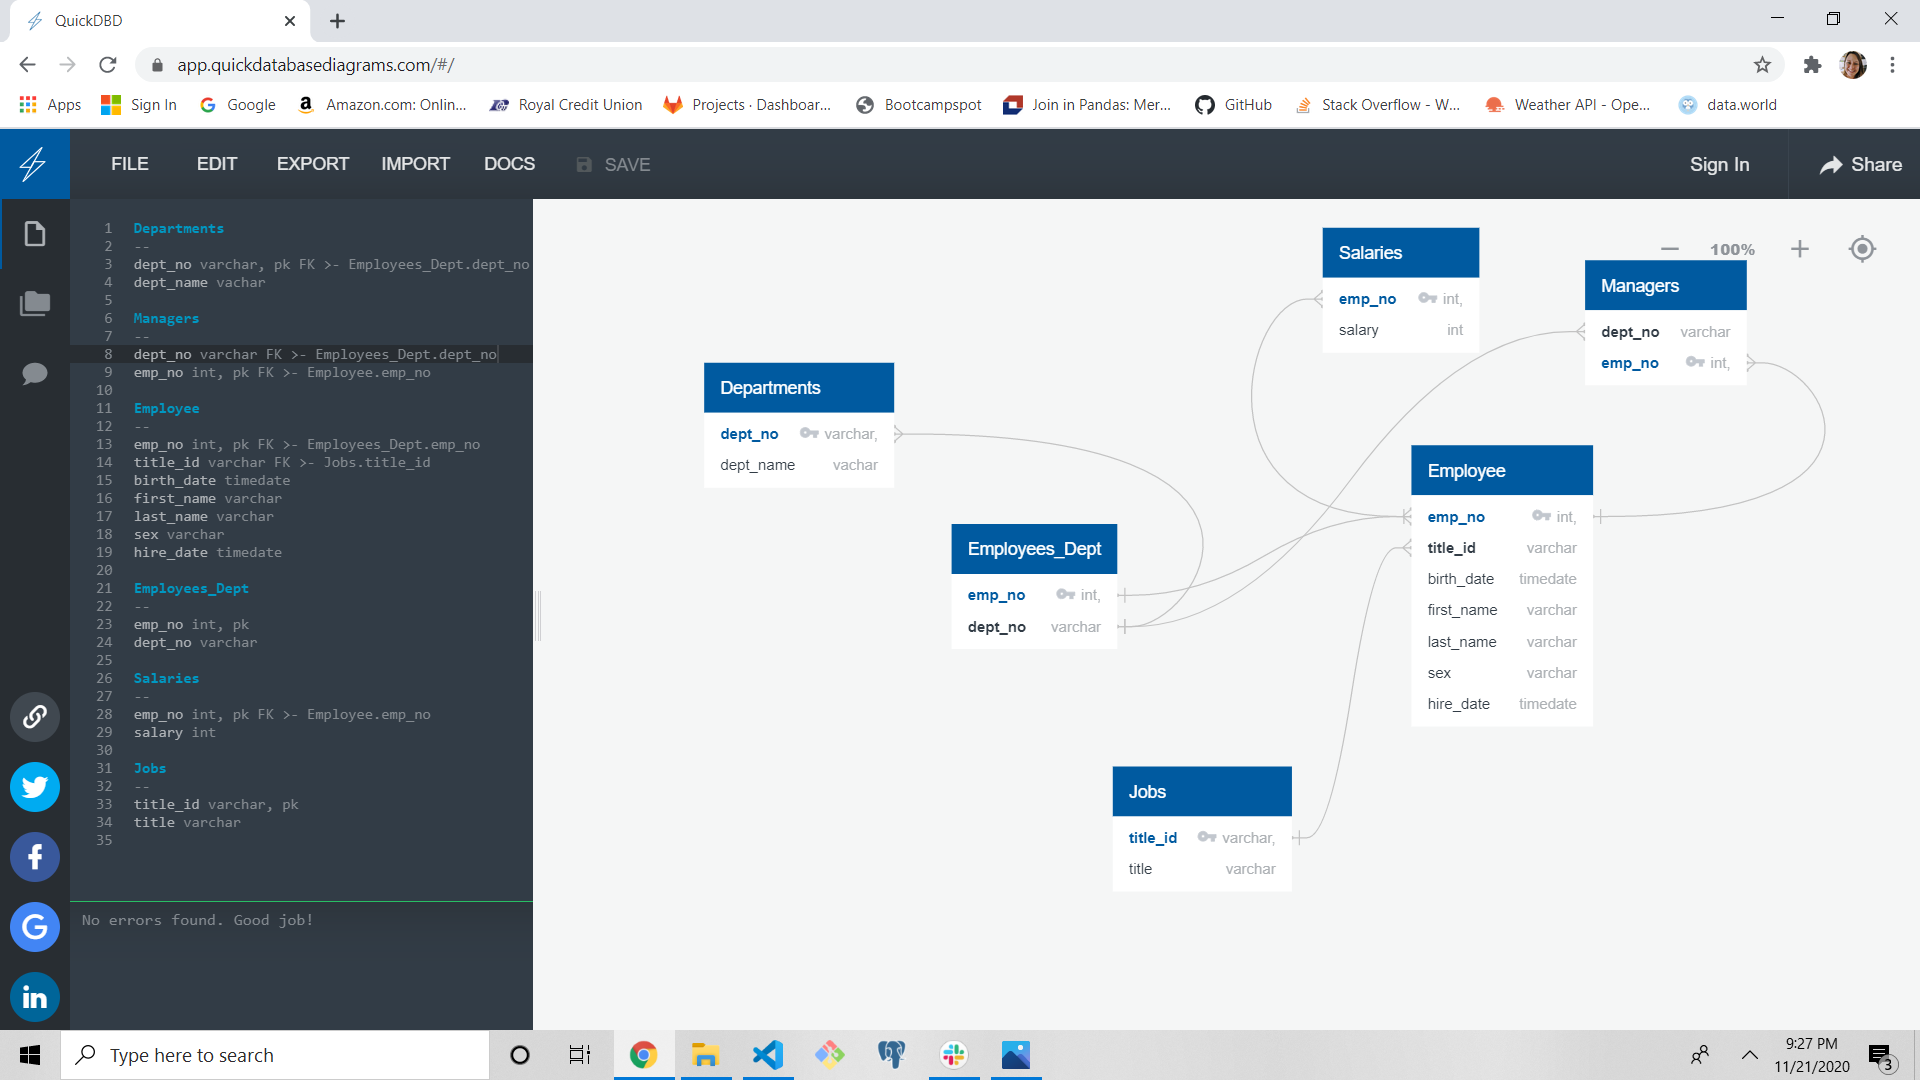 QuickDBD
app.quickdatabasediagrams.com/#/
Apps Sign In Google Amazon.com: Onlin... Royal Credit Union Projects · Dashboar... Bootcampspot Join in Pandas: Mer... GitHub Stack Overflow - W... Weather API - Ope... data.world
FILE EDIT EXPORT IMPORT DOCS SAVE Sign In Share
1 Departments
2 --
3 dept_no varchar, pk FK >- Employees_Dept.dept_no
4 dept_name vachar
5
6 Managers
7 --
8 dept_no varchar FK >- Employees_Dept.dept_no
9 emp_no int, pk FK >- Employee.emp_no
10
11 Employee
12 --
13 emp_no int, pk FK >- Employees_Dept.emp_no
14 title_id varchar FK >- Jobs.title_id
15 birth_date timedate
16 first_name varchar
17 last_name varchar
18 sex varchar
19 hire_date timedate
20
21 Employees_Dept
22 --
23 emp_no int, pk
24 dept_no varchar
25
26 Salaries
27 --
28 emp_no int, pk FK >- Employee.emp_no
29 salary int
30
31 Jobs
32 --
33 title_id varchar, pk
34 title varchar
35
No errors found. Good job!
100%
Salaries
emp_no int,
salary int
Managers
dept_no varchar
emp_no int,
Departments
dept_no varchar,
dept_name vachar
Employee
emp_no int,
title_id varchar
birth_date timedate
first_name varchar
last_name varchar
sex varchar
hire_date timedate
Employees_Dept
emp_no int,
dept_no varchar
Jobs
title_id varchar,
title varchar
Type here to search
9:27 PM
11/21/2020
3